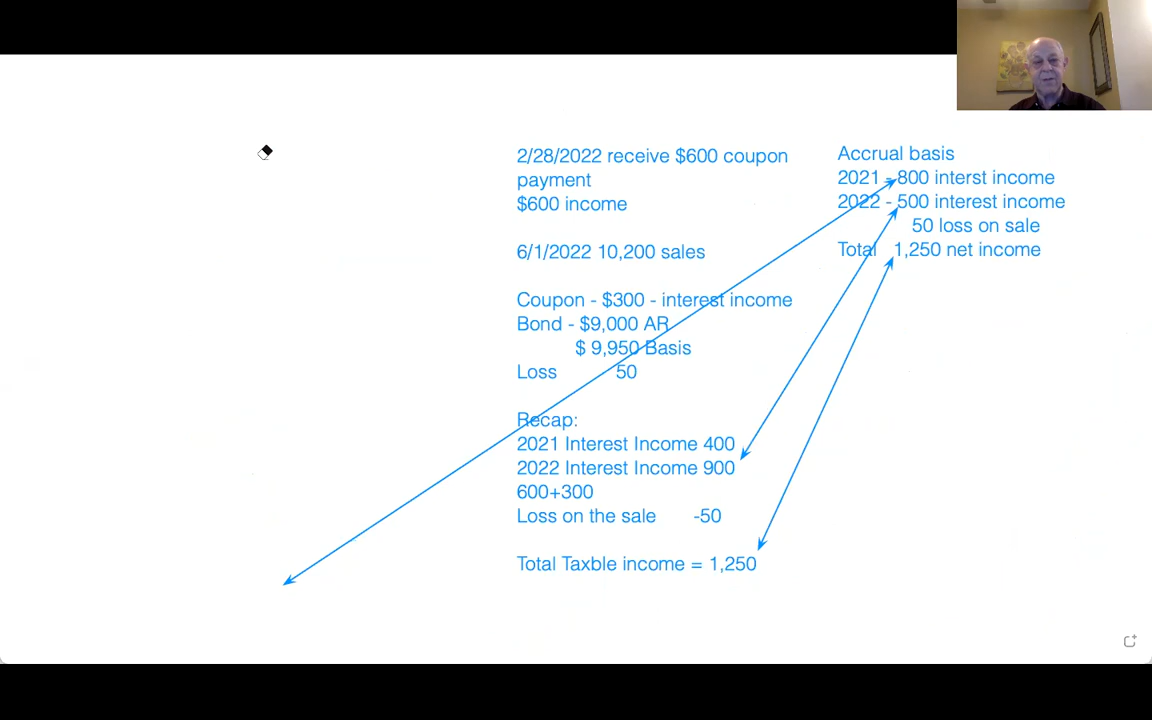 2/28/2022 receive $600 coupon
payment
$600 income
6/1/2022 10,200 sales
Coupon - $300 - interest income
Bond - $9,000 AR
$ 9,950 Basis
Loss 50
Recap:
2021 Interest Income 400
2022 Interest Income 900
600+300
Loss on the sale -50
Total Taxble income = 1,250
Accrual basis
2021 - 800 interst income
2022 - 500 interest income
50 loss on sale
Total 1,250 net income